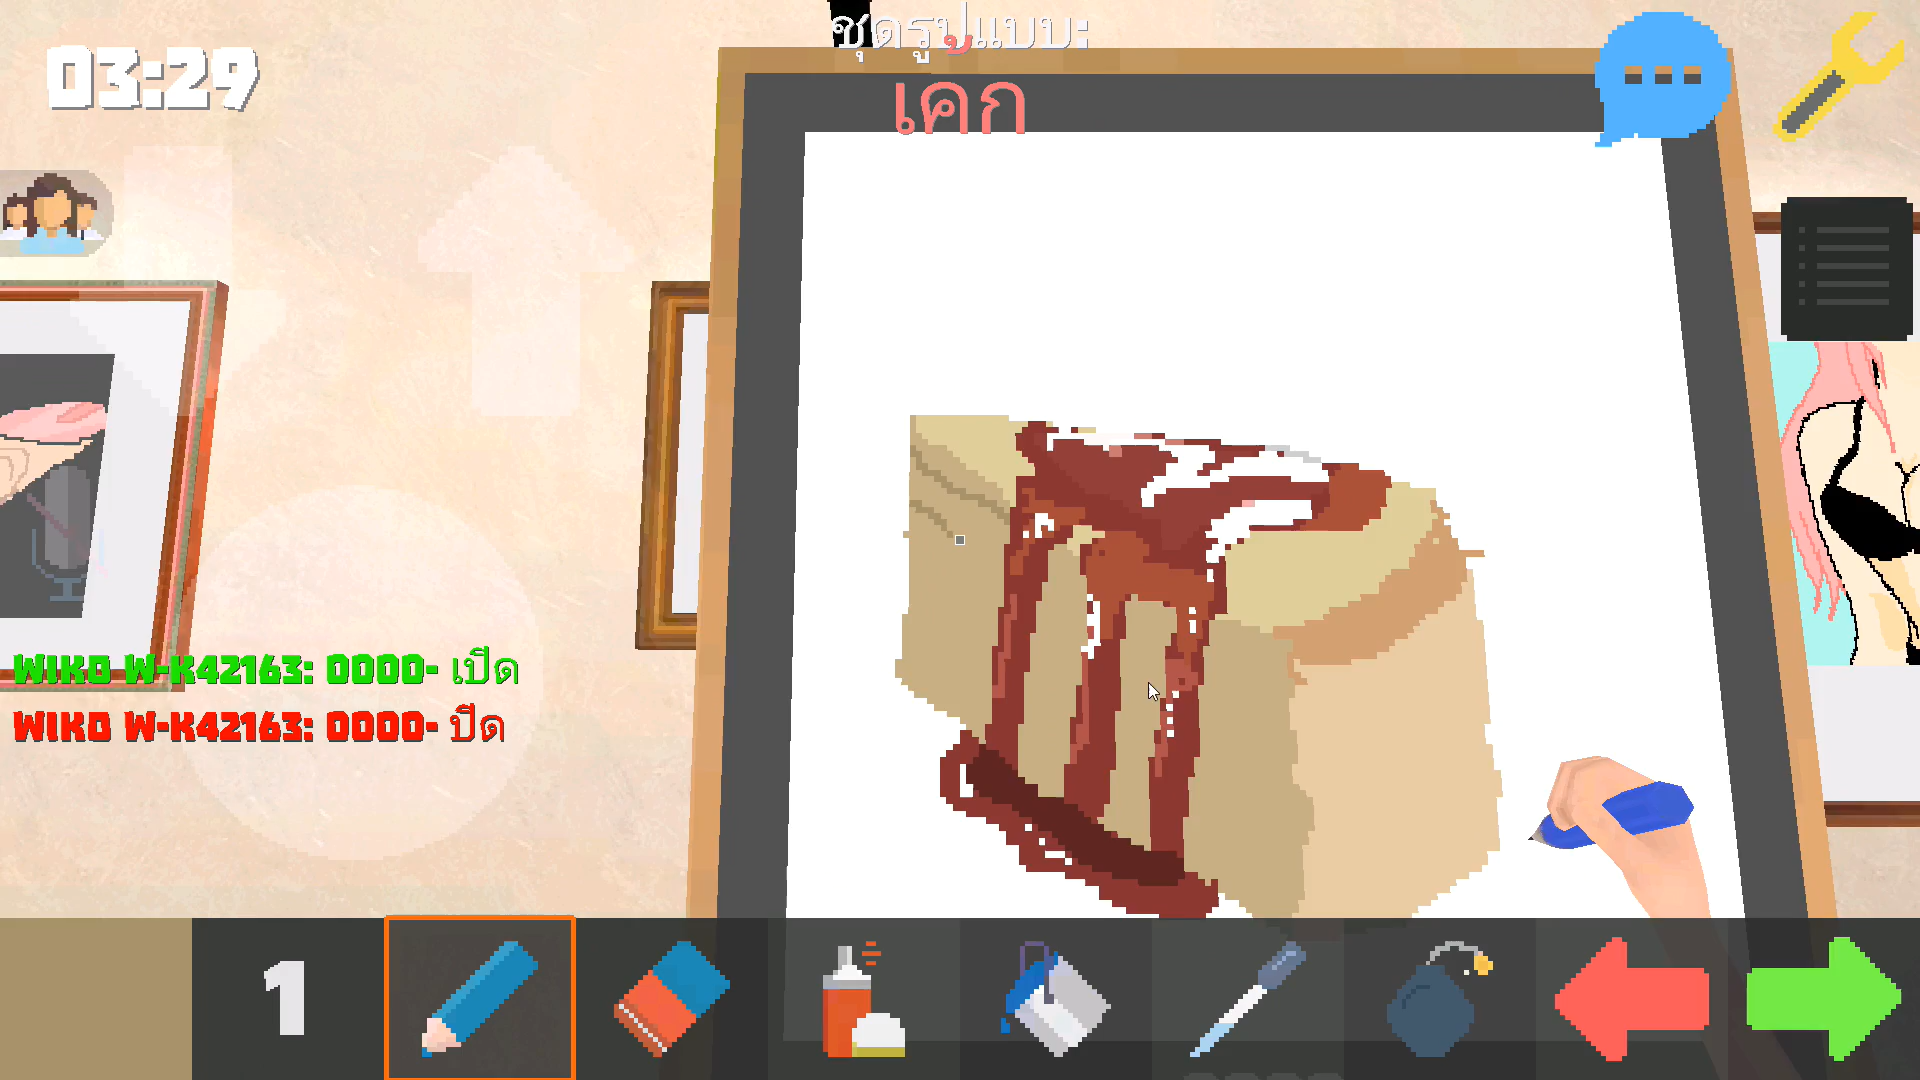 ชุดรูปแบบ:
03:29
เค้ก
WIKO W-K42163: 0000- เปิด
WIKO W-K42163: 0000- ปิด
1